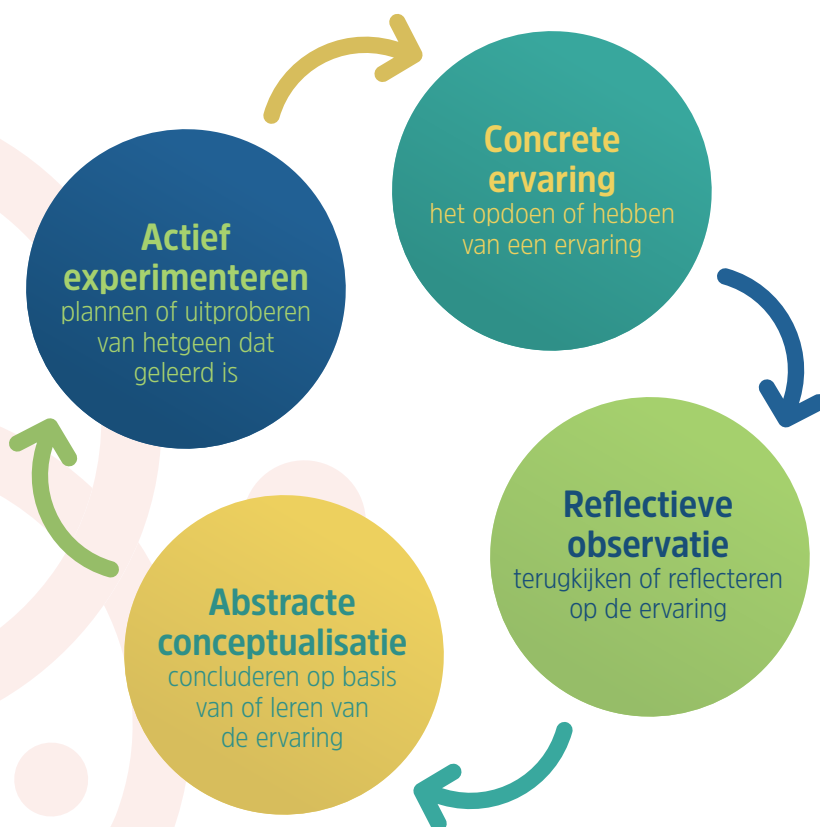 Concrete
ervaring
het opdoen of hebben
van een ervaring
Reflectieve
observatie
terugkijken of reflecteren
op de ervaring
Abstracte
conceptualisatie
concluderen op basis
van of leren van
de ervaring
Actief
experimenteren
plannen of uitproberen
van hetgeen dat
geleerd is